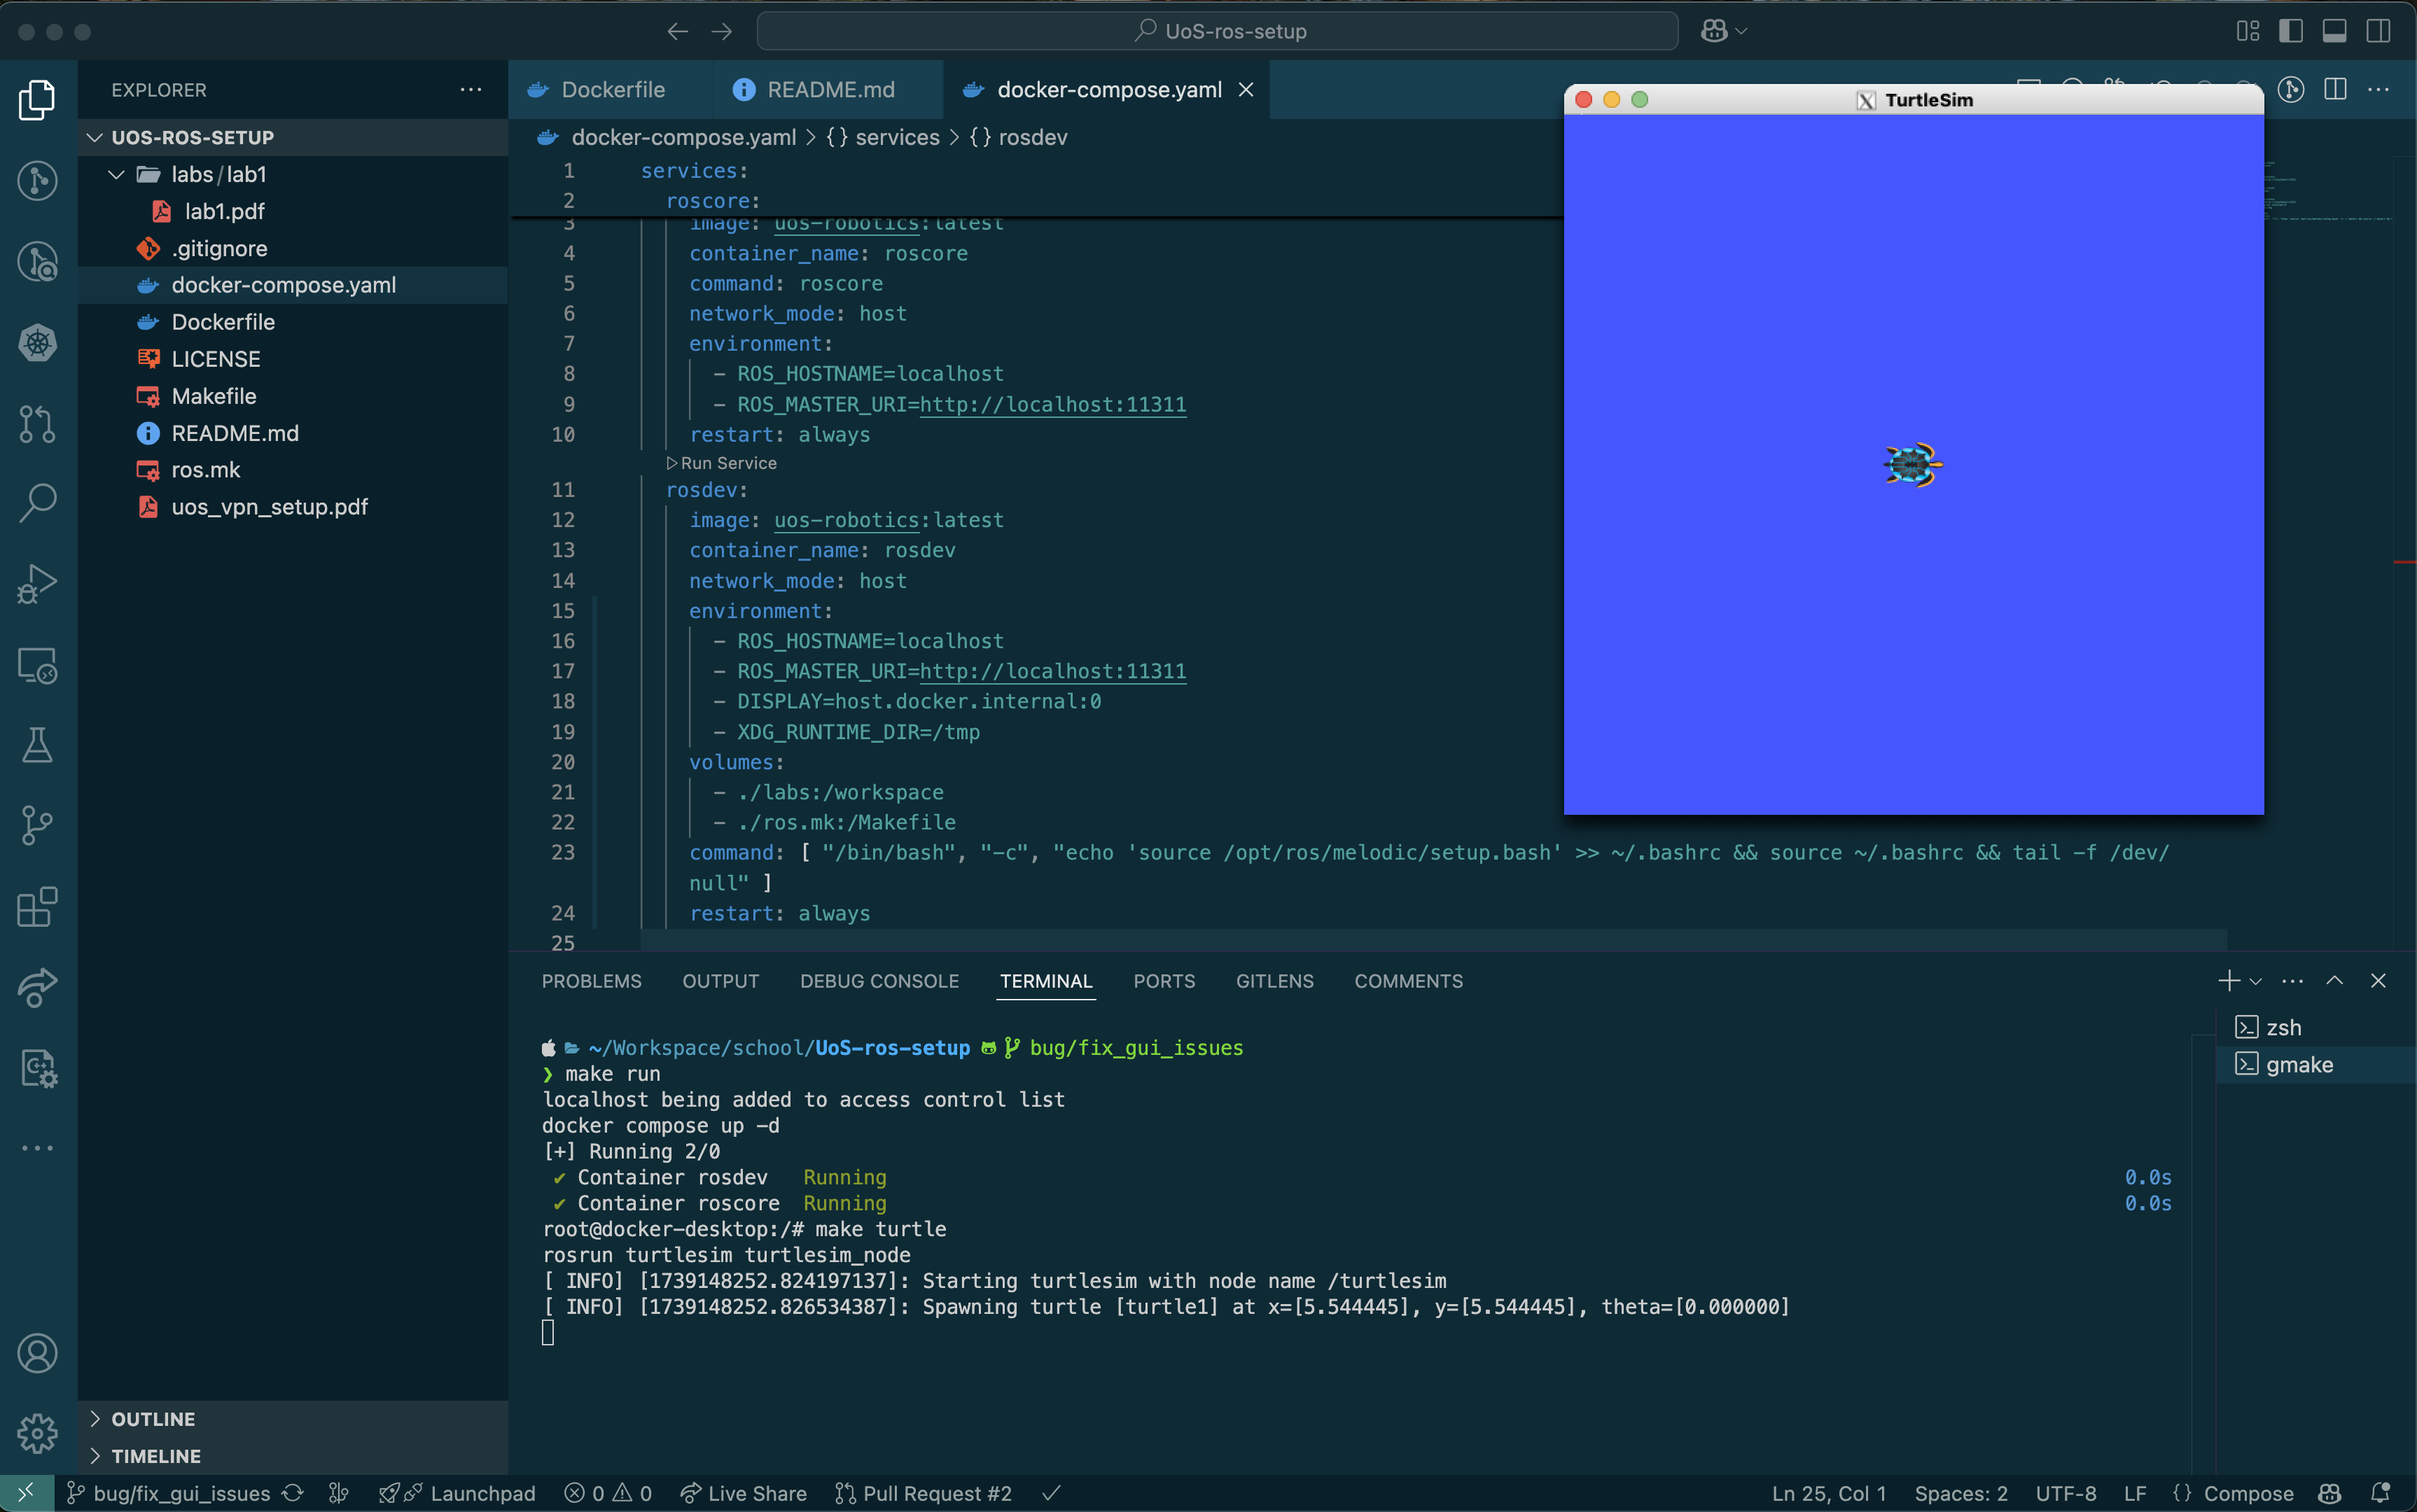 UoS-ros-setup
EXPLORER
UOS-ROS-SETUP
labs/lab1
lab1.pdf
.gitignore
docker-compose.yaml
Dockerfile
LICENSE
Makefile
README.md
ros.mk
uos_vpn_setup.pdf
OUTLINE
TIMELINE
Dockerfile
README.md
docker-compose.yaml
docker-compose.yaml > {} services > {} rosdev
1 services:
2 roscore:
3 image: uos-robotics:latest
4 container_name: roscore
5 command: roscore
6 network_mode: host
7 environment:
8 - ROS_HOSTNAME=localhost
9 - ROS_MASTER_URI=http://localhost:11311
10 restart: always
Run Service
11 rosdev:
12 image: uos-robotics:latest
13 container_name: rosdev
14 network_mode: host
15 environment:
16 - ROS_HOSTNAME=localhost
17 - ROS_MASTER_URI=http://localhost:11311
18 - DISPLAY=host.docker.internal:0
19 - XDG_RUNTIME_DIR=/tmp
20 volumes:
21 - ./labs:/workspace
22 - ./ros.mk:/Makefile
23 command: [ "/bin/bash", "-c", "echo 'source /opt/ros/melodic/setup.bash' >> ~/.bashrc && source ~/.bashrc && tail -f /dev/
null" ]
24 restart: always
25
TurtleSim
PROBLEMS OUTPUT DEBUG CONSOLE TERMINAL PORTS GITLENS COMMENTS
zsh
gmake
~/Workspace/school/UoS-ros-setup bug/fix_gui_issues
❯ make run
localhost being added to access control list
docker compose up -d
[+] Running 2/0
✔ Container rosdev Running 0.0s
✔ Container roscore Running 0.0s
root@docker-desktop:/# make turtle
rosrun turtlesim turtlesim_node
[ INFO] [1739148252.824197137]: Starting turtlesim with node name /turtlesim
[ INFO] [1739148252.826534387]: Spawning turtle [turtle1] at x=[5.544445], y=[5.544445], theta=[0.000000]
bug/fix_gui_issues Launchpad 0 0 Live Share Pull Request #2 Ln 25, Col 1 Spaces: 2 UTF-8 LF {} Compose